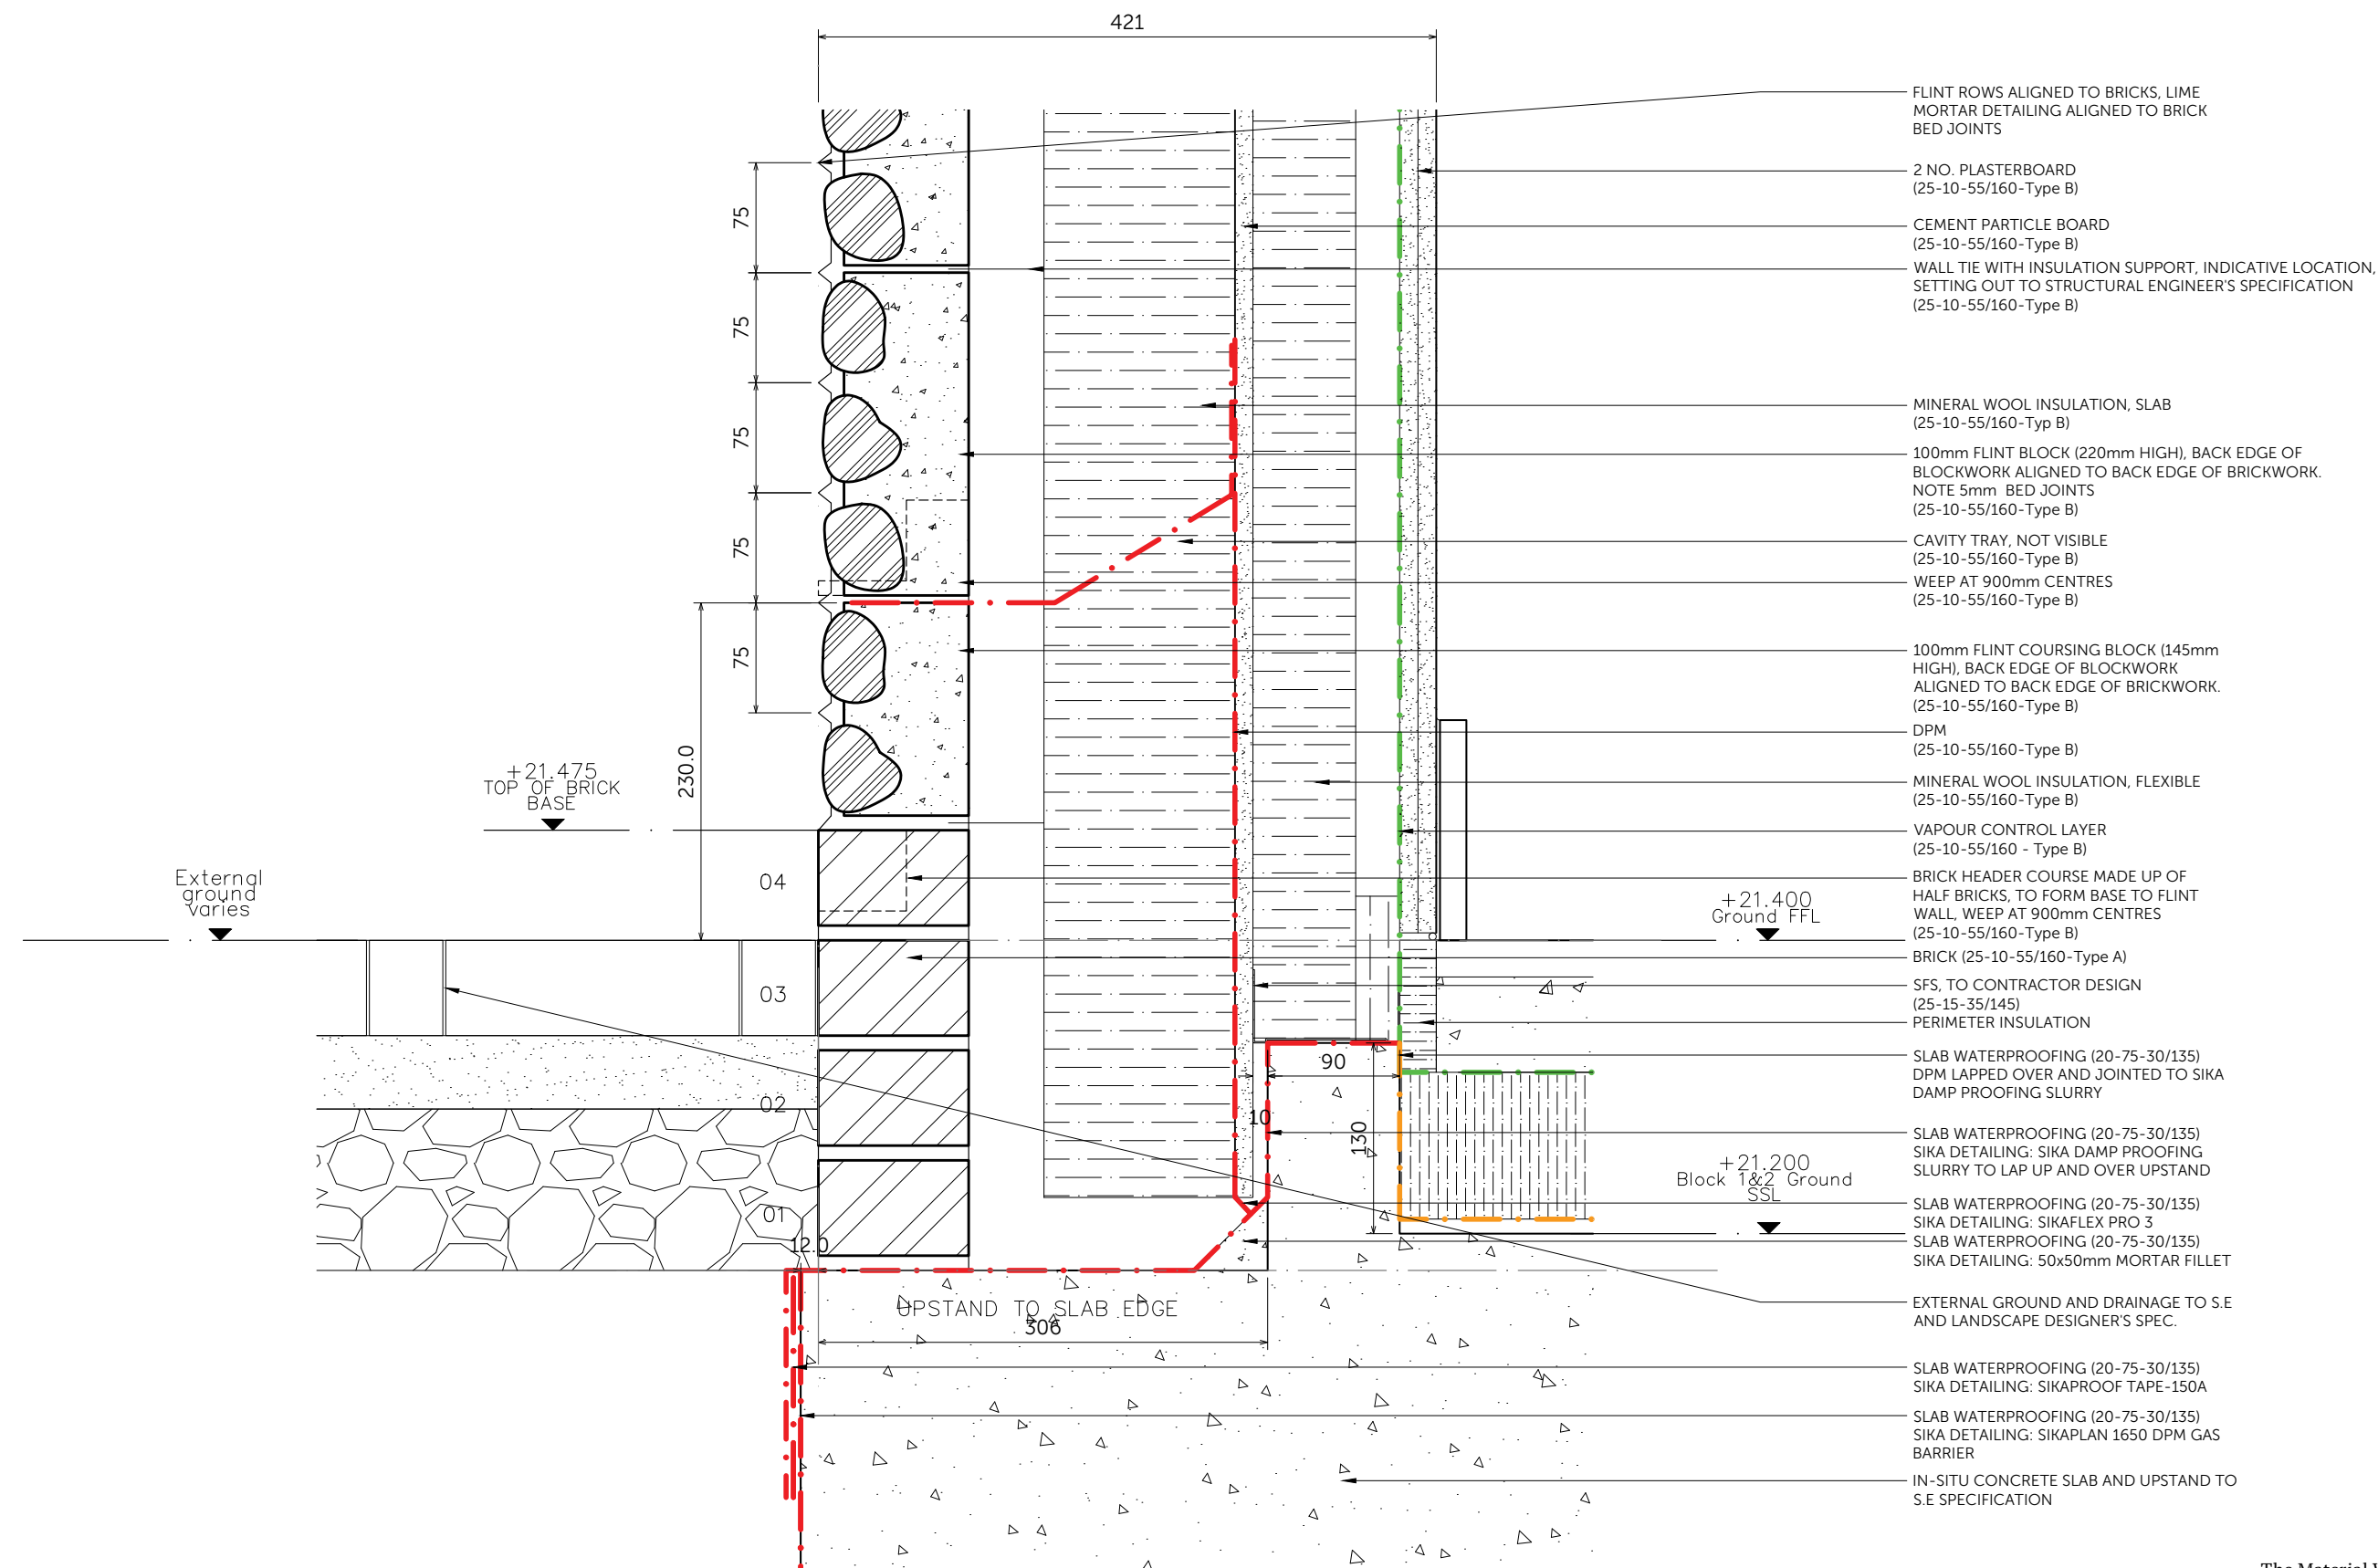 421
FLINT ROWS ALIGNED TO BRICKS, LIME
MORTAR DETAILING ALIGNED TO BRICK
BED JOINTS
2 NO. PLASTERBOARD
(25-10-55/160-Type B)
CEMENT PARTICLE BOARD
(25-10-55/160-Type B)
WALL TIE WITH INSULATION SUPPORT, INDICATIVE LOCATION,
SETTING OUT TO STRUCTURAL ENGINEER'S SPECIFICATION
(25-10-55/160-Type B)
MINERAL WOOL INSULATION, SLAB
(25-10-55/160-Typ B)
100mm FLINT BLOCK (220mm HIGH), BACK EDGE OF
BLOCKWORK ALIGNED TO BACK EDGE OF BRICKWORK.
NOTE 5mm BED JOINTS
(25-10-55/160-Type B)
CAVITY TRAY, NOT VISIBLE
(25-10-55/160-Type B)
WEEP AT 900mm CENTRES
(25-10-55/160-Type B)
100mm FLINT COURSING BLOCK (145mm
HIGH), BACK EDGE OF BLOCKWORK
ALIGNED TO BACK EDGE OF BRICKWORK.
(25-10-55/160-Type B)
DPM
(25-10-55/160-Type B)
MINERAL WOOL INSULATION, FLEXIBLE
(25-10-55/160-Type B)
VAPOUR CONTROL LAYER
(25-10-55/160 - Type B)
BRICK HEADER COURSE MADE UP OF
HALF BRICKS, TO FORM BASE TO FLINT
WALL, WEEP AT 900mm CENTRES
(25-10-55/160-Type B)
BRICK (25-10-55/160-Type A)
SFS, TO CONTRACTOR DESIGN
(25-15-35/145)
PERIMETER INSULATION
SLAB WATERPROOFING (20-75-30/135)
DPM LAPPED OVER AND JOINTED TO SIKA
DAMP PROOFING SLURRY
SLAB WATERPROOFING (20-75-30/135)
SIKA DETAILING: SIKA DAMP PROOFING
SLURRY TO LAP UP AND OVER UPSTAND
SLAB WATERPROOFING (20-75-30/135)
SIKA DETAILING: SIKAFLEX PRO 3
SLAB WATERPROOFING (20-75-30/135)
SIKA DETAILING: 50x50mm MORTAR FILLET
EXTERNAL GROUND AND DRAINAGE TO S.E
AND LANDSCAPE DESIGNER'S SPEC.
SLAB WATERPROOFING (20-75-30/135)
SIKA DETAILING: SIKAPROOF TAPE-150A
SLAB WATERPROOFING (20-75-30/135)
SIKA DETAILING: SIKAPLAN 1650 DPM GAS
BARRIER
IN-SITU CONCRETE SLAB AND UPSTAND TO
S.E SPECIFICATION
75
75
75
75
75
230.0
+21.475
TOP OF BRICK
BASE
External
ground
varies
04
03
02
01
12.0
+21.400
Ground FFL
90
10
130
+21.200
Block 1&2 Ground
SSL
UPSTAND TO SLAB EDGE
306
The Material